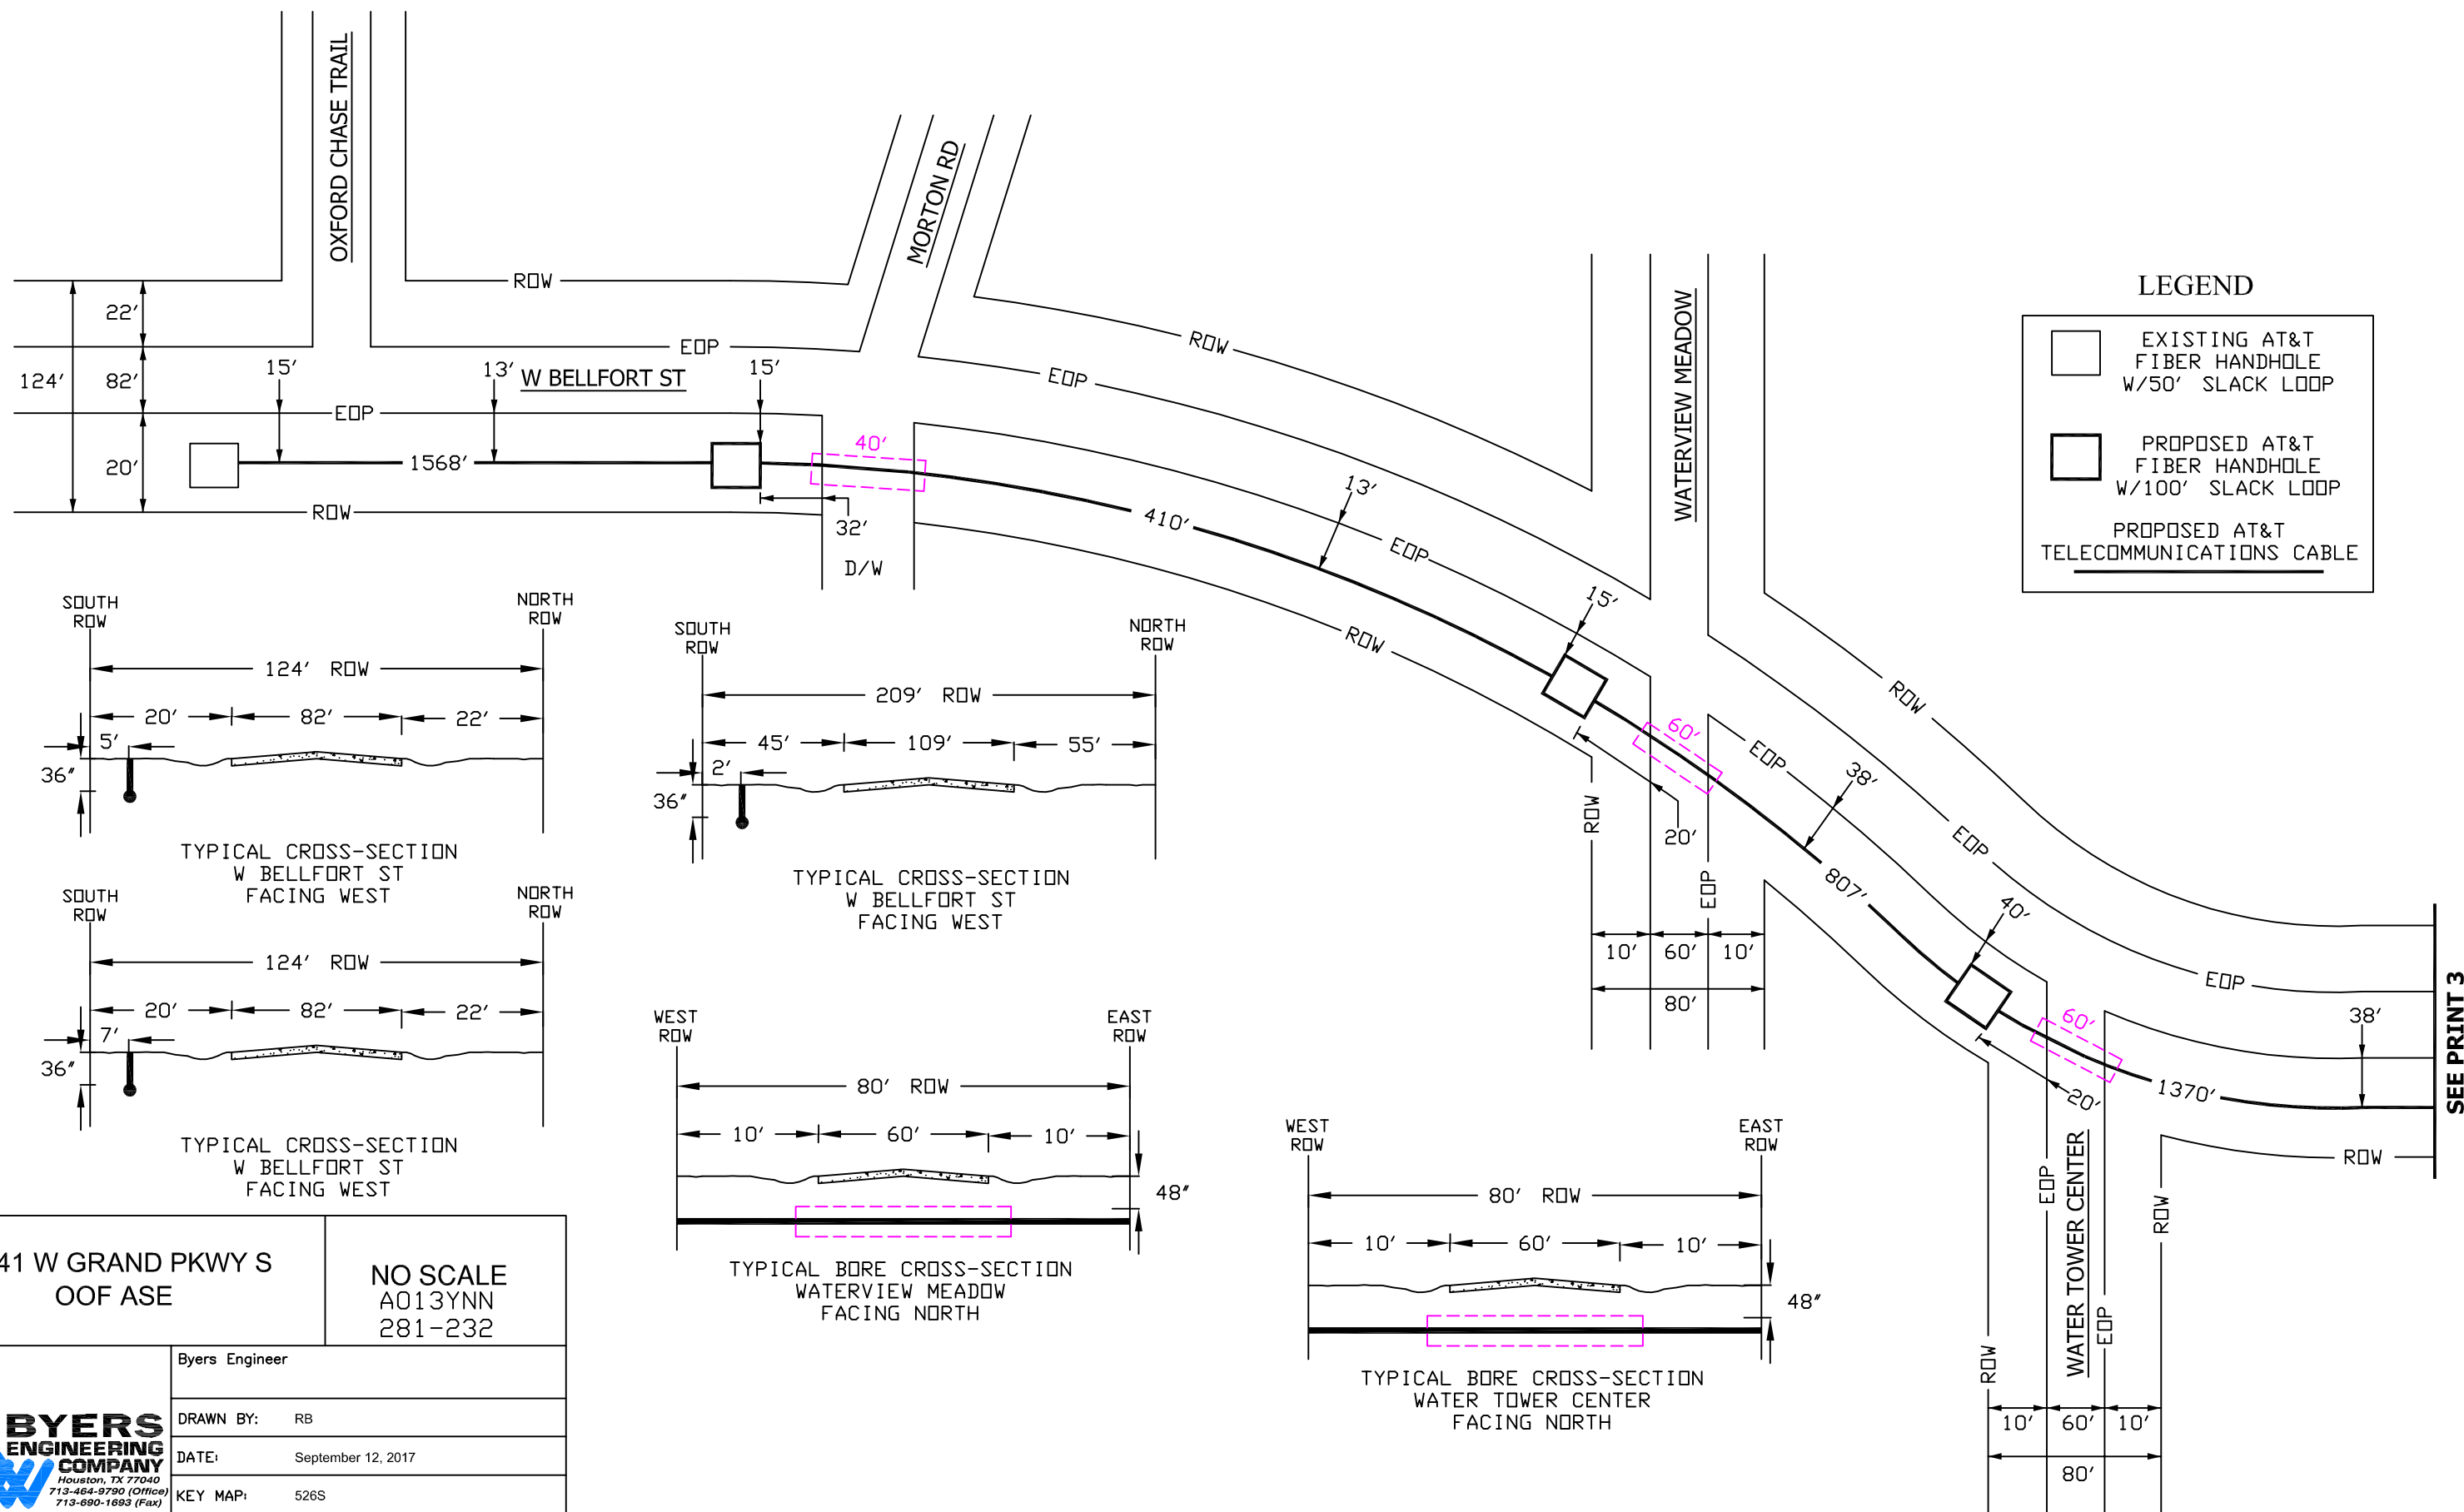 OXFORD CHASE TRAIL
MORTON RD
WATERVIEW MEADOW
ROW
22'
EOP
ROW
124'
82'
15'
13'
W BELLFORT ST
15'
EOP
EOP
20'
1568'
40'
ROW
32'
D/W
410'
13'
EOP
ROW
15'
60'
20'
ROW
EOP
10'
60'
10'
80'
EOP
38'
807'
ROW
EOP
40'
60'
20'
1370'
EOP
38'
ROW
SEE PRINT 3
WATER TOWER CENTER
EOP
ROW
ROW
EOP
10'
60'
10'
80'
LEGEND
EXISTING AT&T
FIBER HANDHOLE
W/50' SLACK LOOP
PROPOSED AT&T
FIBER HANDHOLE
W/100' SLACK LOOP
PROPOSED AT&T
TELECOMMUNICATIONS CABLE
SOUTH
ROW
NORTH
ROW
124' ROW
20'
82'
22'
5'
36"
TYPICAL CROSS-SECTION
W BELLFORT ST
FACING WEST
SOUTH
ROW
NORTH
ROW
209' ROW
45'
109'
55'
2'
36"
TYPICAL CROSS-SECTION
W BELLFORT ST
FACING WEST
SOUTH
ROW
NORTH
ROW
124' ROW
20'
82'
22'
7'
36"
TYPICAL CROSS-SECTION
W BELLFORT ST
FACING WEST
WEST
ROW
EAST
ROW
80' ROW
10'
60'
10'
48"
TYPICAL BORE CROSS-SECTION
WATERVIEW MEADOW
FACING NORTH
WEST
ROW
EAST
ROW
80' ROW
10'
60'
10'
48"
TYPICAL BORE CROSS-SECTION
WATER TOWER CENTER
FACING NORTH
41 W GRAND PKWY S
OOF ASE
NO SCALE
A013YNN
281-232
Byers Engineer
DRAWN BY: RB
DATE: September 12, 2017
KEY MAP: 526S
BYERS
ENGINEERING
COMPANY
Houston, TX 77040
713-464-9790 (Office)
713-690-1693 (Fax)